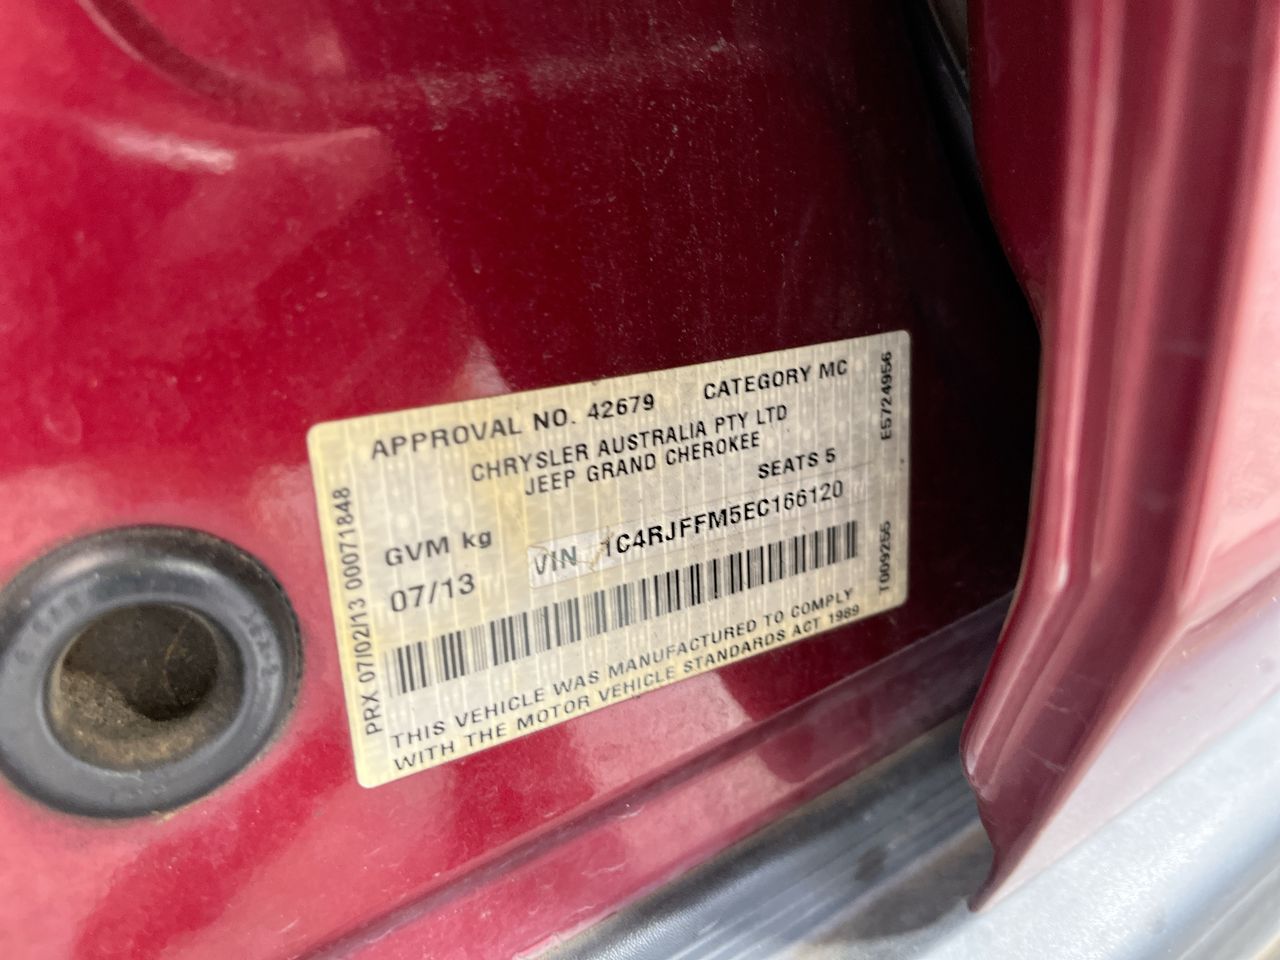 APPROVAL NO. 42679 CATEGORY MC
CHRYSLER AUSTRALIA PTY LTD
JEEP GRAND CHEROKEE
SEATS 5
GVM kg
VIN 1C4RJFFM5EC166120
07/13
THIS VEHICLE WAS MANUFACTURED TO COMPLY
WITH THE MOTOR VEHICLE STANDARDS ACT 1989
PRX 07/02/13 00071848
E5724956
T009255